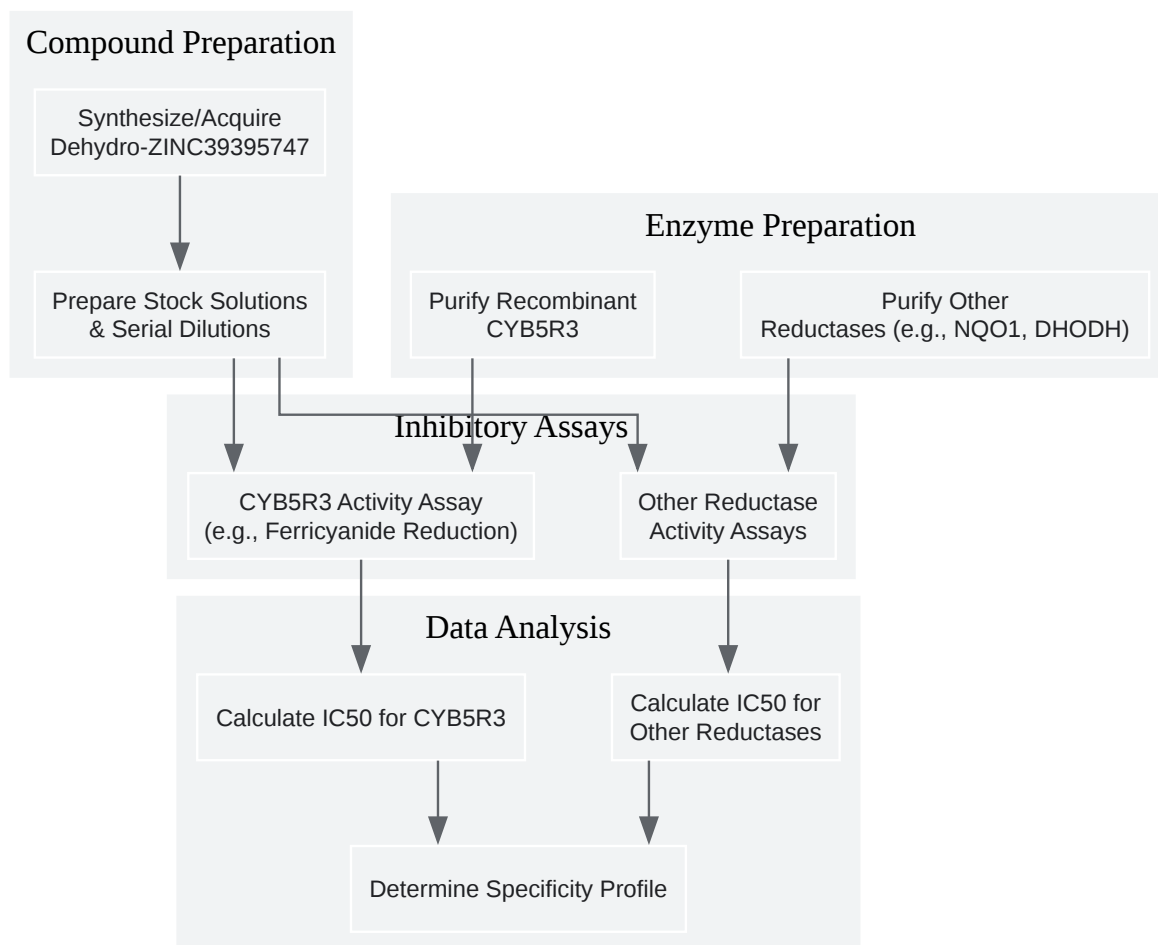 Compound Preparation
Synthesize/Acquire
Dehydro-ZINC39395747
Prepare Stock Solutions
& Serial Dilutions
Enzyme Preparation
Purify Recombinant
CYB5R3
Purify Other
Reductases (e.g., NQO1, DHODH)
Inhibitory Assays
CYB5R3 Activity Assay
(e.g., Ferricyanide Reduction)
Other Reductase
Activity Assays
Data Analysis
Calculate IC50 for CYB5R3
Calculate IC50 for
Other Reductases
Determine Specificity Profile